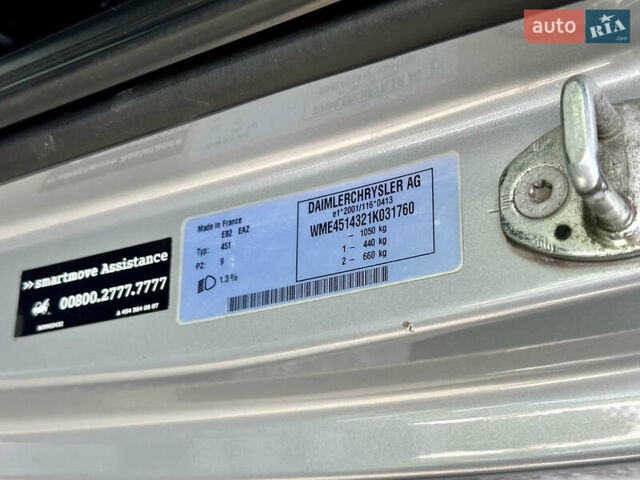 auto RIA.com
DAIMLERCHRYSLER AG
e1*2001/116*0413
WME4514321K031760
– 1050 kg
1 – 440 kg
2 – 660 kg
Made in France
EB2 EAZ
Typ: 451
PZ: 9
1.3 %
»smartmove Assistance
00800.2777.7777